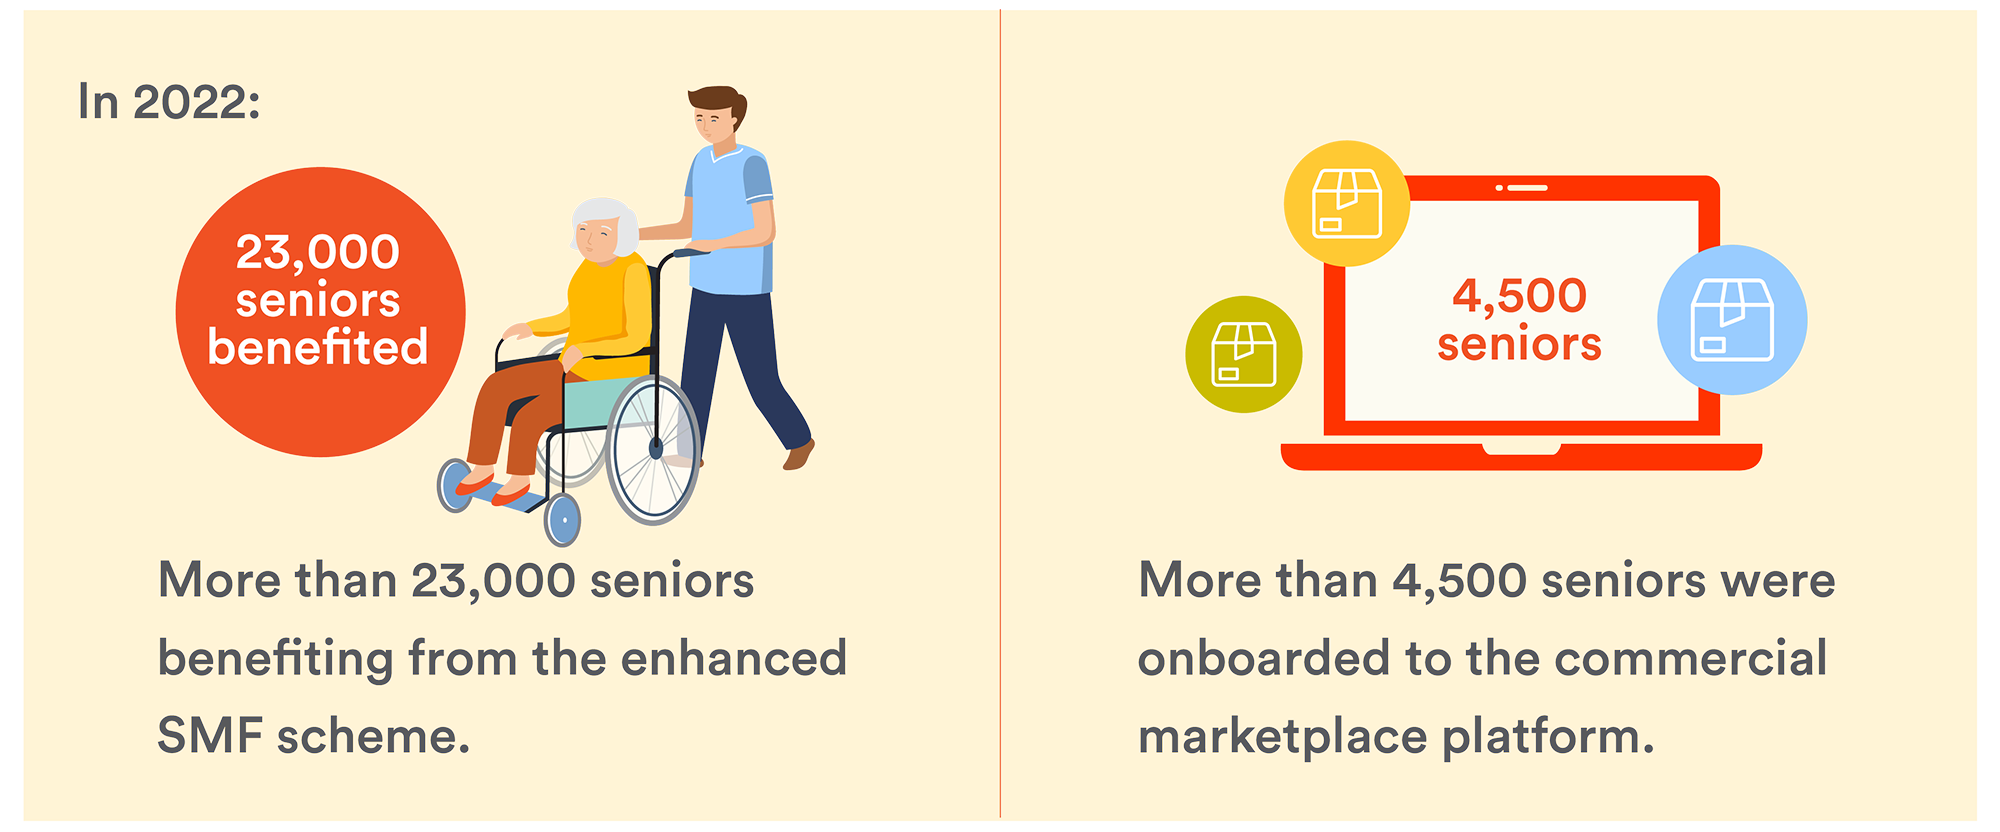 In 2022:
23,000
seniors
benefited
More than 23,000 seniors
benefiting from the enhanced
SMF scheme.
4,500
seniors
More than 4,500 seniors were
onboarded to the commercial
marketplace platform.